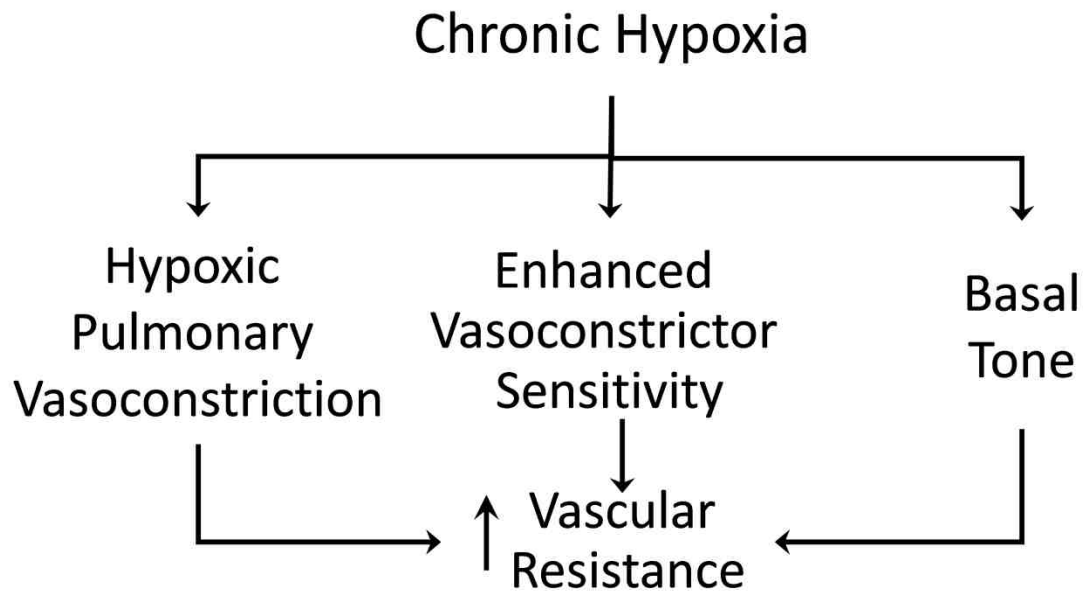 Chronic Hypoxia
Hypoxic
Pulmonary
Vasoconstriction
Enhanced
Vasoconstrictor
Sensitivity
Basal
Tone
Vascular
Resistance